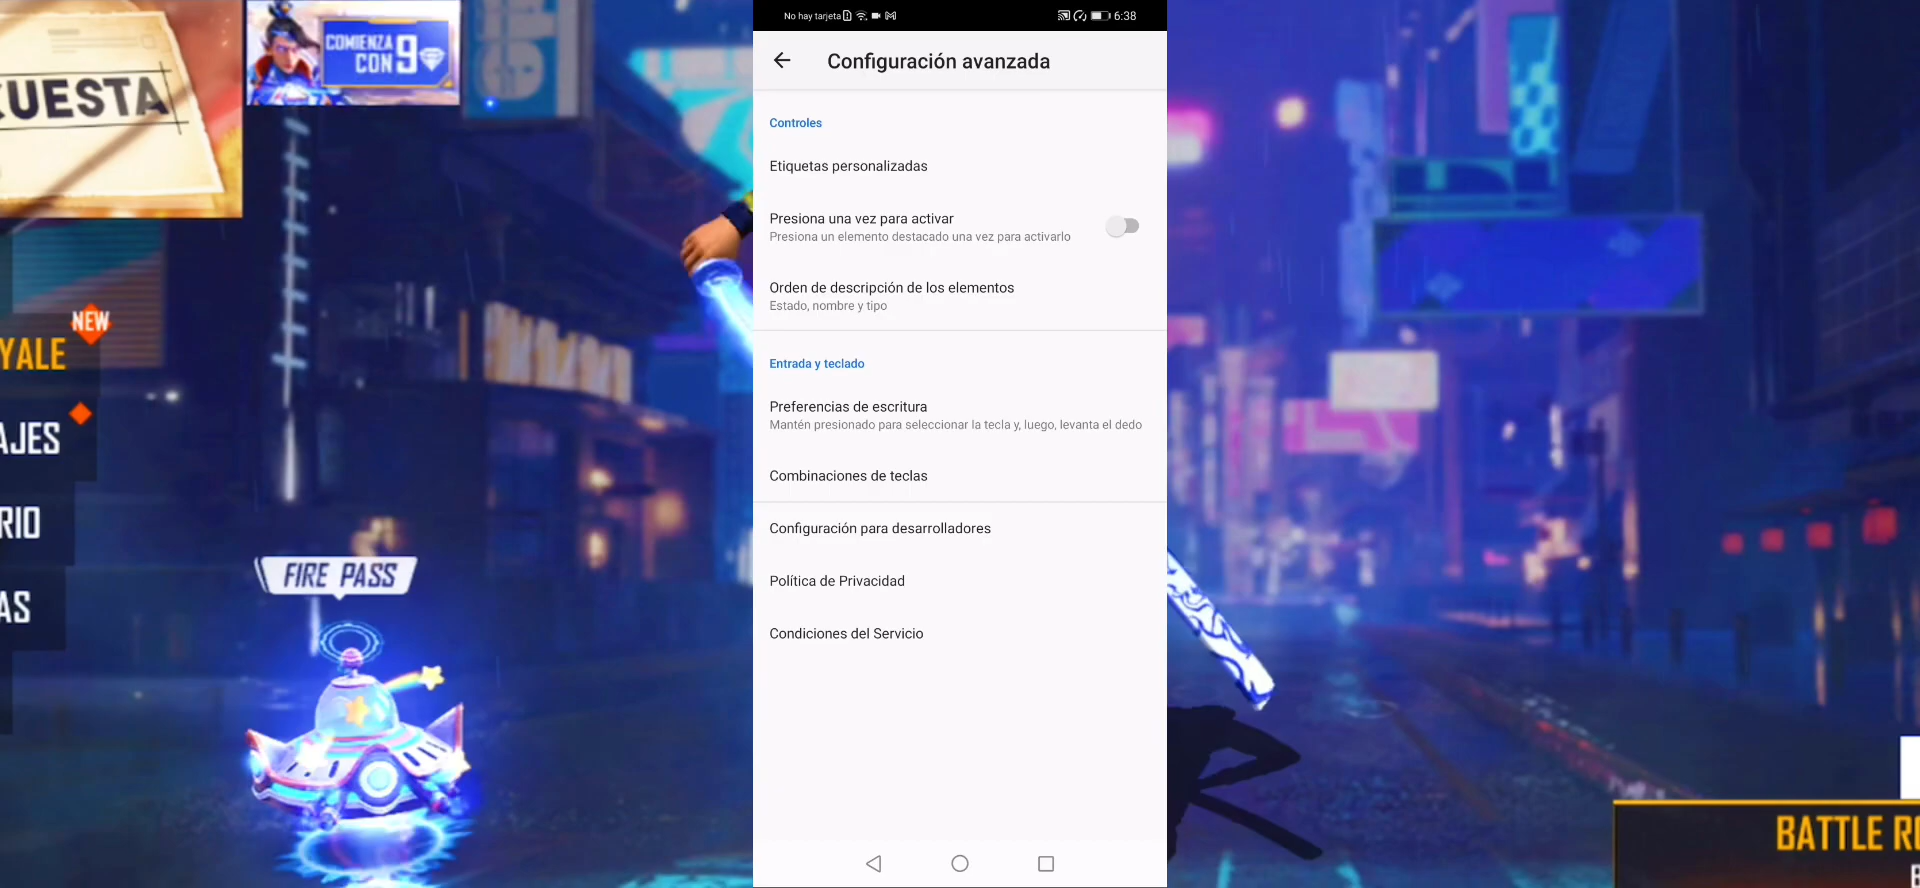 UESTA
COMIENZA
CON 9
NEW
YALE
AJES
RIO
AS
FIRE PASS
No hay tarjeta
6:38
Configuración avanzada
Controles
Etiquetas personalizadas
Presiona una vez para activar
Presiona un elemento destacado una vez para activarlo
Orden de descripción de los elementos
Estado, nombre y tipo
Entrada y teclado
Preferencias de escritura
Mantén presionado para seleccionar la tecla y, luego, levanta el dedo
Combinaciones de teclas
Configuración para desarrolladores
Política de Privacidad
Condiciones del Servicio
BATTLE RO